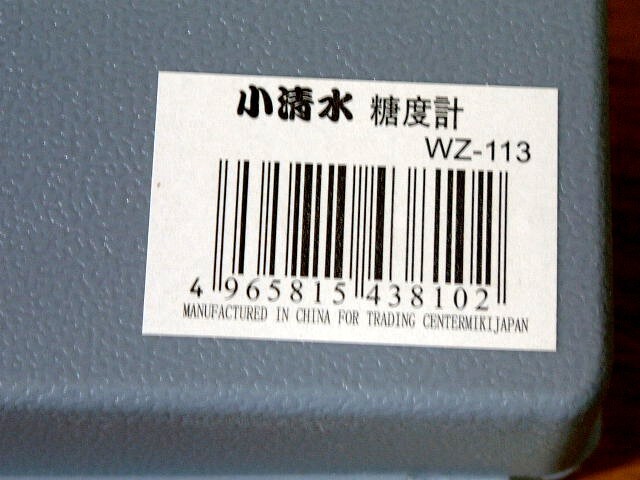 小清水 糖度計
WZ-113
4 965815 438102
MANUFACTURED IN CHINA FOR TRADING CENTERMIKIJAPAN